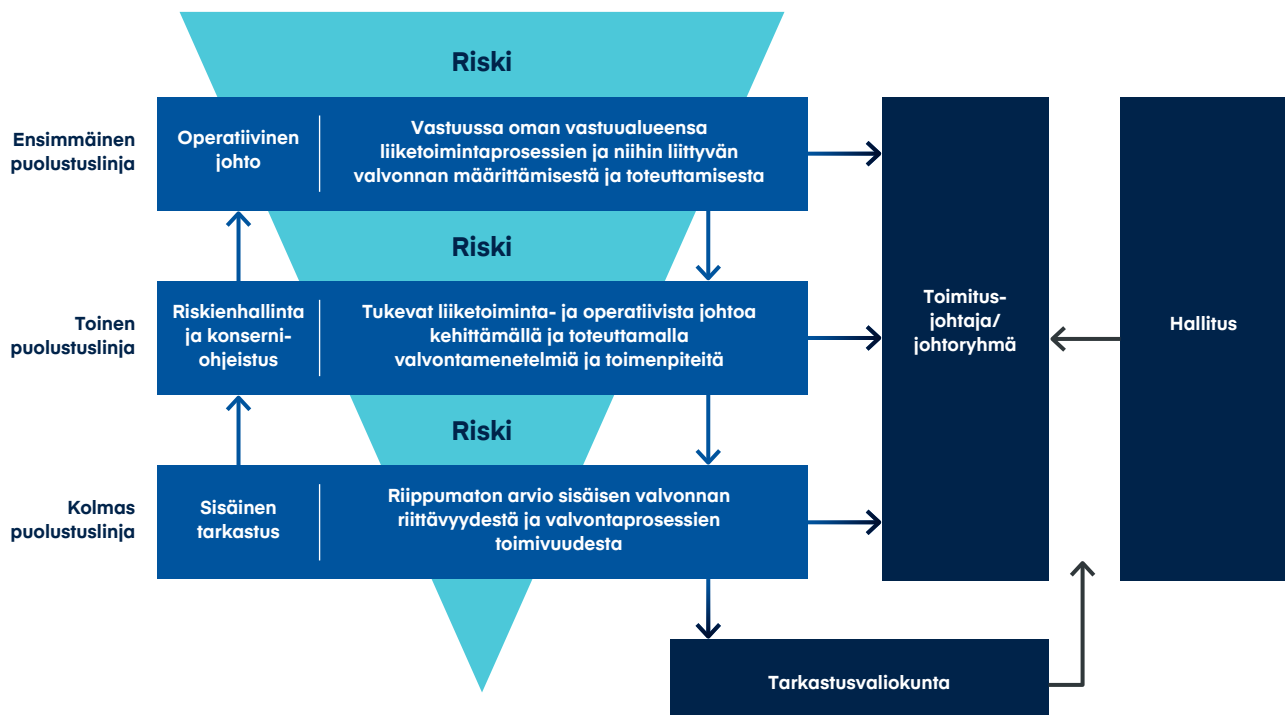 Riski
Ensimmäinen
puolustuslinja
Operatiivinen
johto
Vastuussa oman vastuualueensa
liiketoimintaprosessien ja niihin liittyvän
valvonnan määrittämisestä ja toteuttamisesta
Riski
Toinen
puolustuslinja
Riskienhallinta
ja konserni-
ohjeistus
Tukevat liiketoiminta- ja operatiivista johtoa
kehittämällä ja toteuttamalla
valvontamenetelmiä ja toimenpiteitä
Riski
Kolmas
puolustuslinja
Sisäinen
tarkastus
Riippumaton arvio sisäisen valvonnan
riittävyydestä ja valvontaprosessien
toimivuudesta
Toimitus-
johtaja/
johtoryhmä
Hallitus
Tarkastusvaliokunta